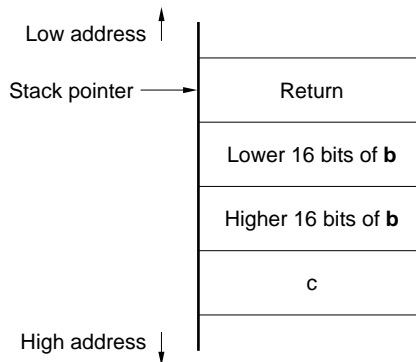 Low address
Stack pointer
Return
Lower 16 bits of b
Higher 16 bits of b
c
High address